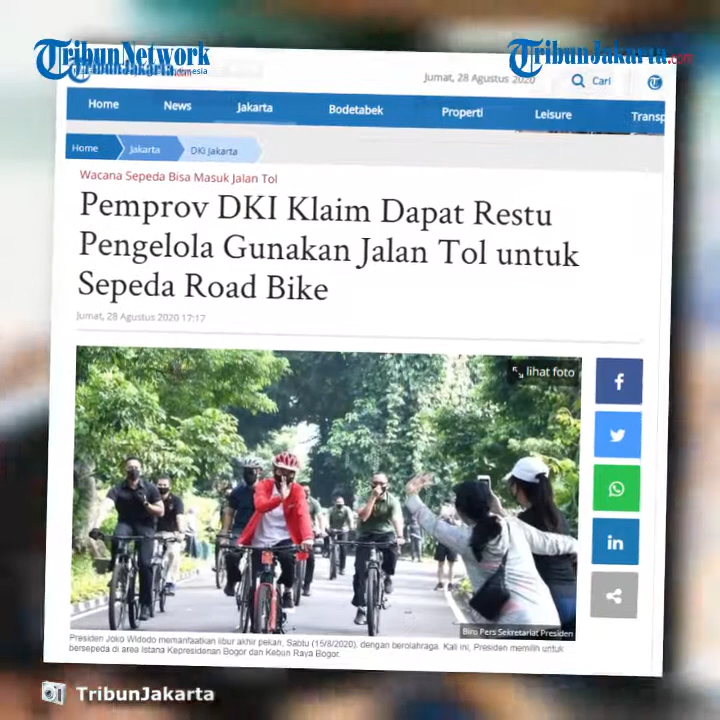 TribunNetwork
TribunJakarta.com
Jumat, 28 Agustus 2020
Cari
Home
News
Jakarta
Bodetabek
Properti
Leisure
Transp
Home
Jakarta
DKI Jakarta
Wacana Sepeda Bisa Masuk Jalan Tol
Pemprov DKI Klaim Dapat Restu
Pengelola Gunakan Jalan Tol untuk
Sepeda Road Bike
Jumat, 28 Agustus 2020 17:17
lihat foto
Biro Pers Sekretariat Presiden
Presiden Joko Widodo memanfaatkan libur akhir pekan, Sabtu (15/8/2020), dengan berolahraga. Kali ini, Presiden memilih untuk
bersepeda di area Istana Kepresidenan Bogor dan Kebun Raya Bogor.
TribunJakarta